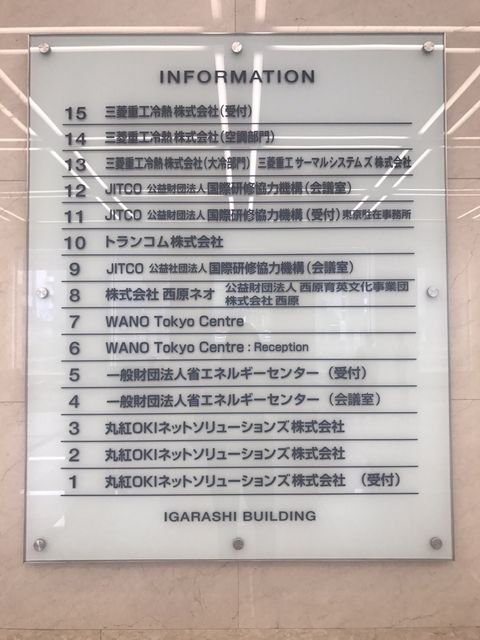 INFORMATION
15 三菱重工冷熱株式会社(受付)
14 三菱重工冷熱株式会社(空調部門)
13 三菱重工冷熱株式会社(大冷部門) 三菱重工サーマルシステムズ株式会社
12 JITCO 公益財団法人国際研修協力機構(会議室)
11 JITCO 公益財団法人国際研修協力機構(受付)東京駐在事務所
10 トランコム株式会社
9 JITCO 公益社団法人国際研修協力機構(会議室)
8 株式会社 西原ネオ 公益財団法人 西原育英文化事業団
株式会社 西原
7 WANO Tokyo Centre
6 WANO Tokyo Centre : Reception
5 一般財団法人省エネルギーセンター (受付)
4 一般財団法人省エネルギーセンター (会議室)
3 丸紅OKIネットソリューションズ株式会社
2 丸紅OKIネットソリューションズ株式会社
1 丸紅OKIネットソリューションズ株式会社 (受付)
IGARASHI BUILDING